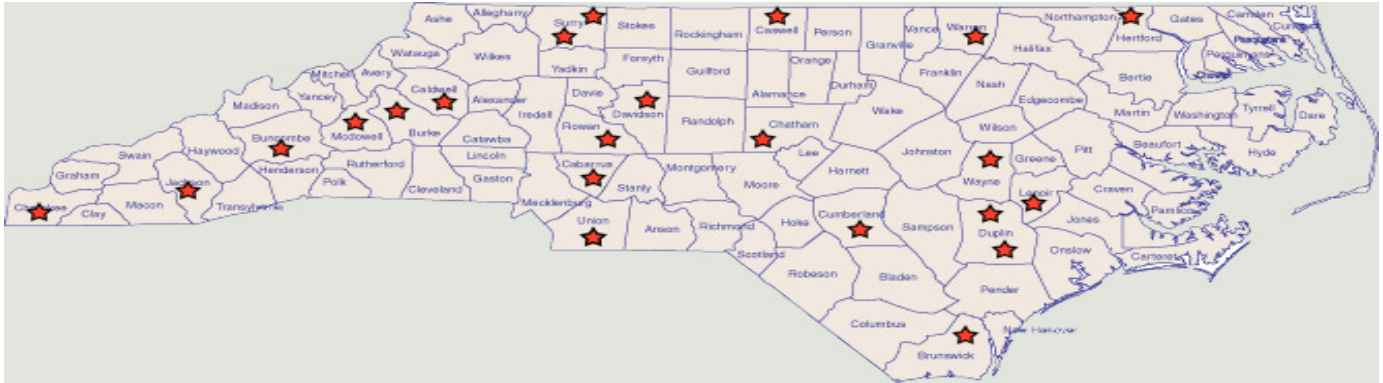 Ashe
Alleghany
Surry
Stokes
Rockingham
Caswell
Person
Granville
Vance
Warren
Northampton
Hertford
Gates
Camden
Halifax
Watauga
Wilkes
Yadkin
Forsyth
Guilford
Orange
Durham
Franklin
Nash
Bertie
Mitchell
Avery
Yancey
Caldwell
Alexander
Iredell
Davie
Davidson
Randolph
Alamance
Chatham
Wake
Edgecombe
Martin
Washington
Tyrrell
Dare
Madison
Buncombe
Mcdowell
Burke
Catawba
Rowan
Lee
Johnston
Wilson
Greene
Pitt
Beaufort
Hyde
Swain
Haywood
Henderson
Rutherford
Lincoln
Cabarrus
Montgomery
Moore
Harnett
Wayne
Graham
Jackson
Polk
Cleveland
Gaston
Stanly
Lenoir
Craven
Pamlico
Clay
Macon
Transylvania
Mecklenburg
Union
Anson
Richmond
Hoke
Cumberland
Sampson
Duplin
Jones
Scotland
Onslow
Carteret
Robeson
Bladen
Pender
Columbus
New Hanover
Brunswick